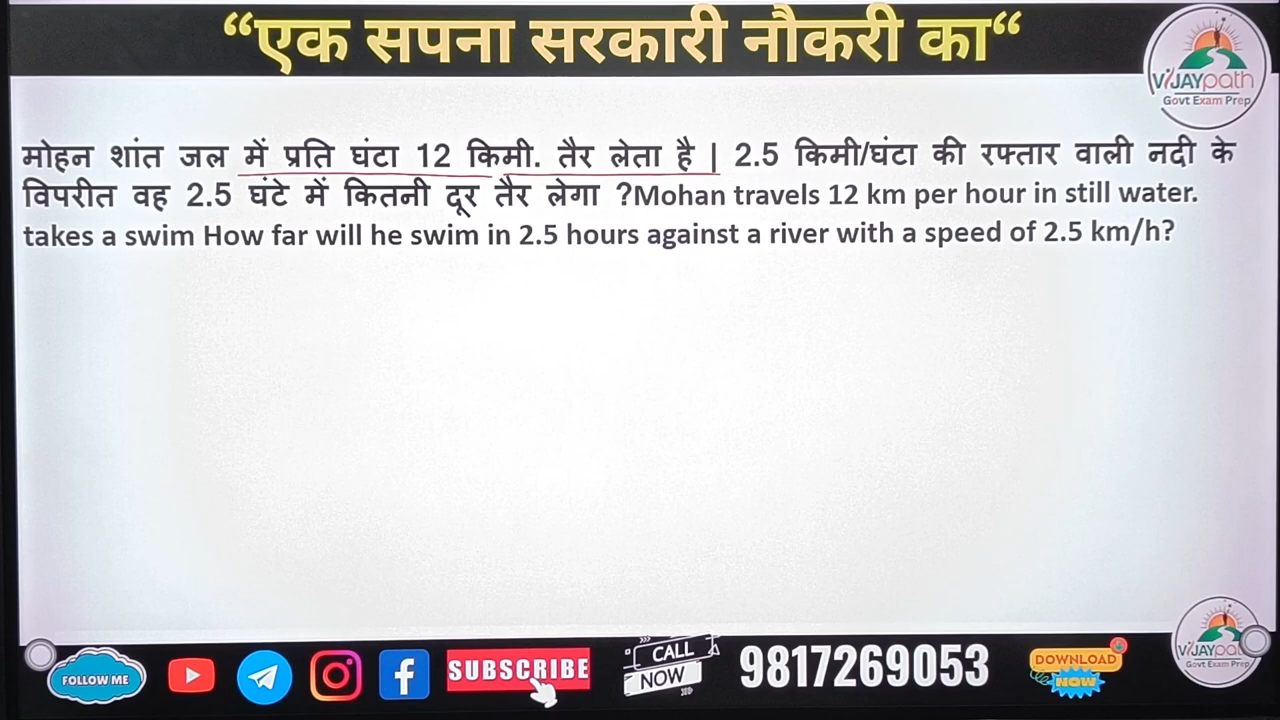 “एक सपना सरकारी नौकरी का“
VIJAYpath
Govt Exam Prep
मोहन शांत जल में प्रति घंटा 12 किमी. तैर लेता है | 2.5 किमी/घंटा की रफ्तार वाली नदी के
विपरीत वह 2.5 घंटे में कितनी दूर तैर लेगा ?Mohan travels 12 km per hour in still water.
takes a swim How far will he swim in 2.5 hours against a river with a speed of 2.5 km/h?
FOLLOW ME
SUBSCRIBE
CALL
NOW
9817269053
DOWNLOAD
NOW
VIJAYpath
Govt Exam Prep